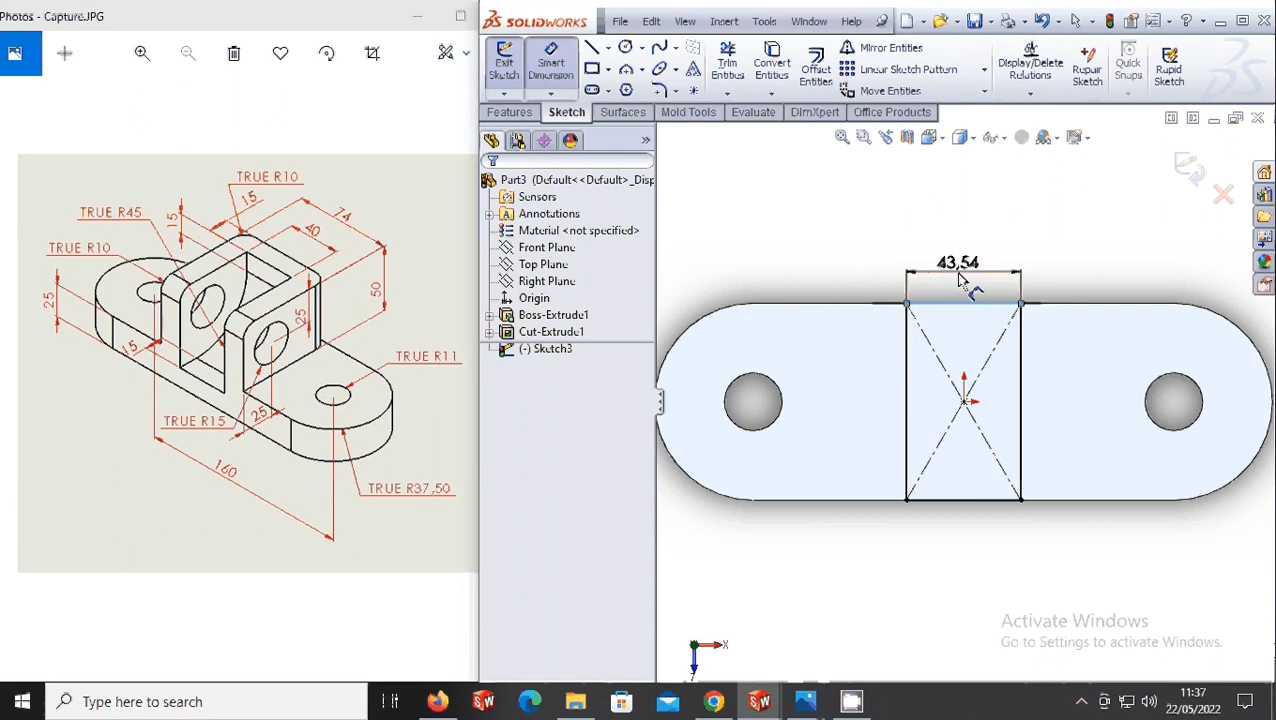 Photos - Capture.JPG
SOLIDWORKS
File Edit View Insert Tools Window Help
Exit Sketch
Smart Dimension
Trim Entities
Convert Entities
Offset Entities
Mirror Entities
Linear Sketch Pattern
Move Entities
Display/Delete Relations
Repair Sketch
Quick Snaps
Rapid Sketch
Features Sketch Surfaces Mold Tools Evaluate DimXpert Office Products
Part3 (Default<<Default>_Disp
Sensors
Annotations
Material <not specified>
Front Plane
Top Plane
Right Plane
Origin
Boss-Extrude1
Cut-Extrude1
(-) Sketch3
TRUE R10
15
74
TRUE R45
15
40
TRUE R10
50
25
25
15
TRUE R11
TRUE R15
25
160
TRUE R37,50
43,54
X
Activate Windows
Go to Settings to activate Windows.
Type here to search
11:37
22/05/2022